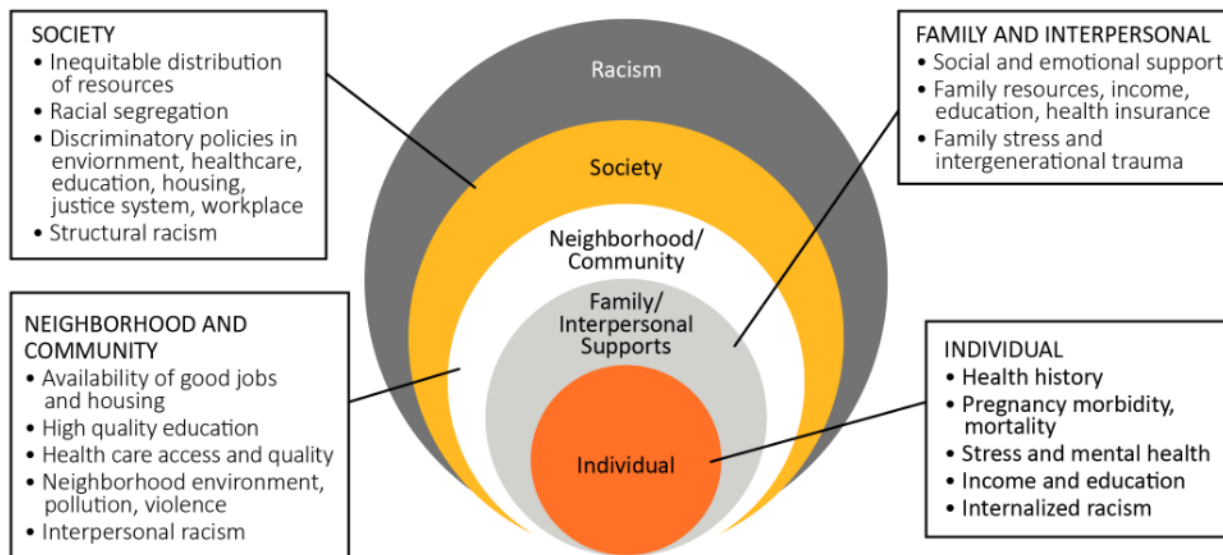 SOCIETY
• Inequitable distribution
of resources
• Racial segregation
• Discriminatory policies in
enviornment, healthcare,
education, housing,
justice system, workplace
• Structural racism
NEIGHBORHOOD AND
COMMUNITY
• Availability of good jobs
and housing
• High quality education
• Health care access and quality
• Neighborhood environment,
pollution, violence
• Interpersonal racism
Racism
Society
Neighborhood/
Community
Family/
Interpersonal
Supports
Individual
FAMILY AND INTERPERSONAL
• Social and emotional support
• Family resources, income,
education, health insurance
• Family stress and
intergenerational trauma
INDIVIDUAL
• Health history
• Pregnancy morbidity,
mortality
• Stress and mental health
• Income and education
• Internalized racism